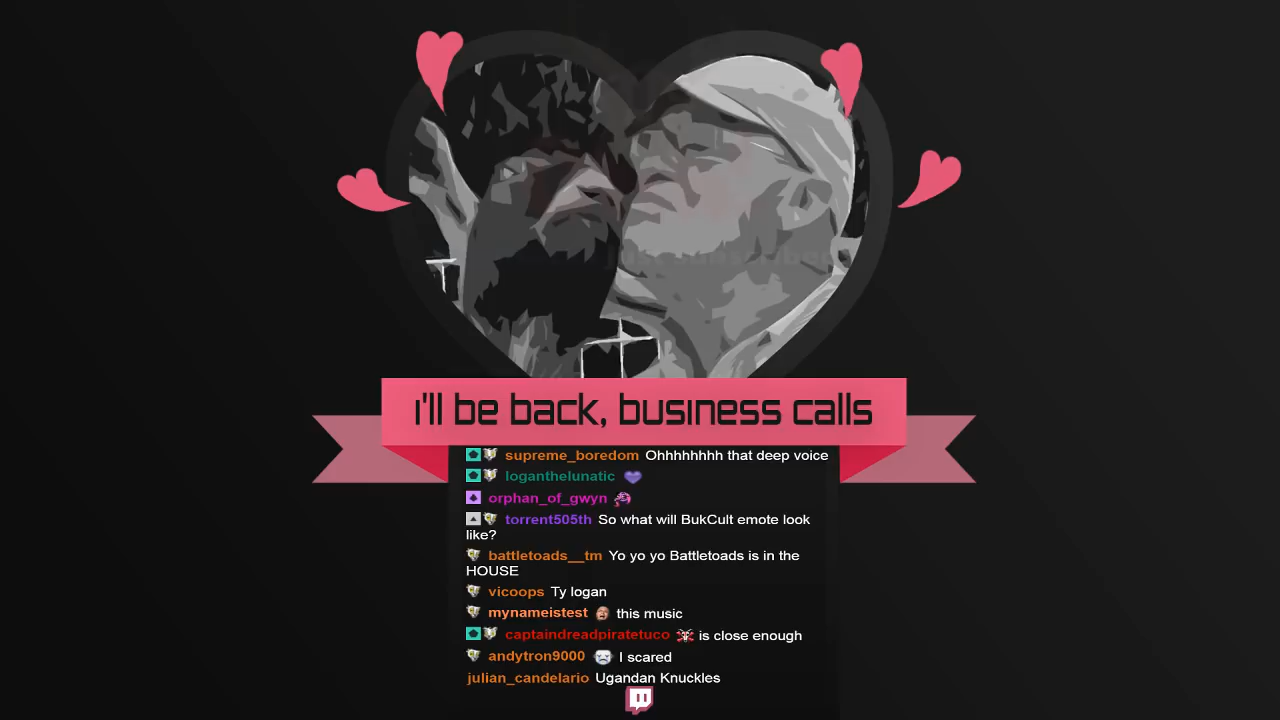 just subscribed
i'll be back, business calls
supreme_boredom Ohhhhhhhh that deep voice
loganthelunatic
orphan_of_gwyn
torrent505th So what will BukCult emote look
like?
battletoads__tm Yo yo yo Battletoads is in the
HOUSE
vicoops Ty logan
mynameistest this music
captaindreadpiratetuco is close enough
andytron9000 I scared
julian_candelario Ugandan Knuckles